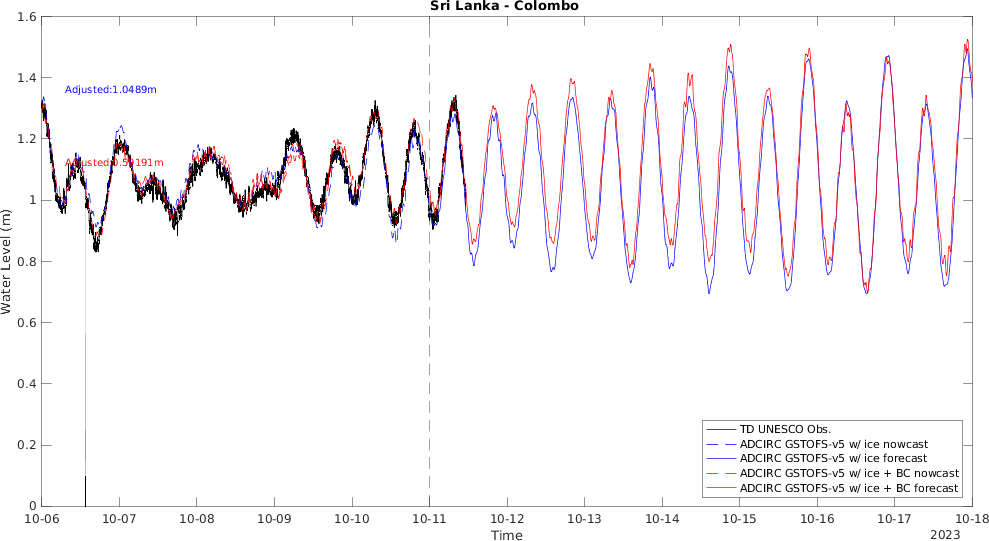 Sri Lanka - Colombo
1.6
1.4
1.2
1
0.8
0.6
0.4
0.2
0
Water Level (m)
Adjusted:1.0489m
Adjusted:0.59191m
TD UNESCO Obs.
ADCIRC GSTOFS-v5 w/ ice nowcast
ADCIRC GSTOFS-v5 w/ ice forecast
ADCIRC GSTOFS-v5 w/ ice + BC nowcast
ADCIRC GSTOFS-v5 w/ ice + BC forecast
10-06 10-07 10-08 10-09 10-10 10-11 10-12 10-13 10-14 10-15 10-16 10-17 10-18
Time
2023